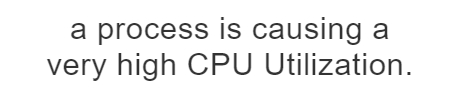 a process is causing a
very high CPU Utilization.